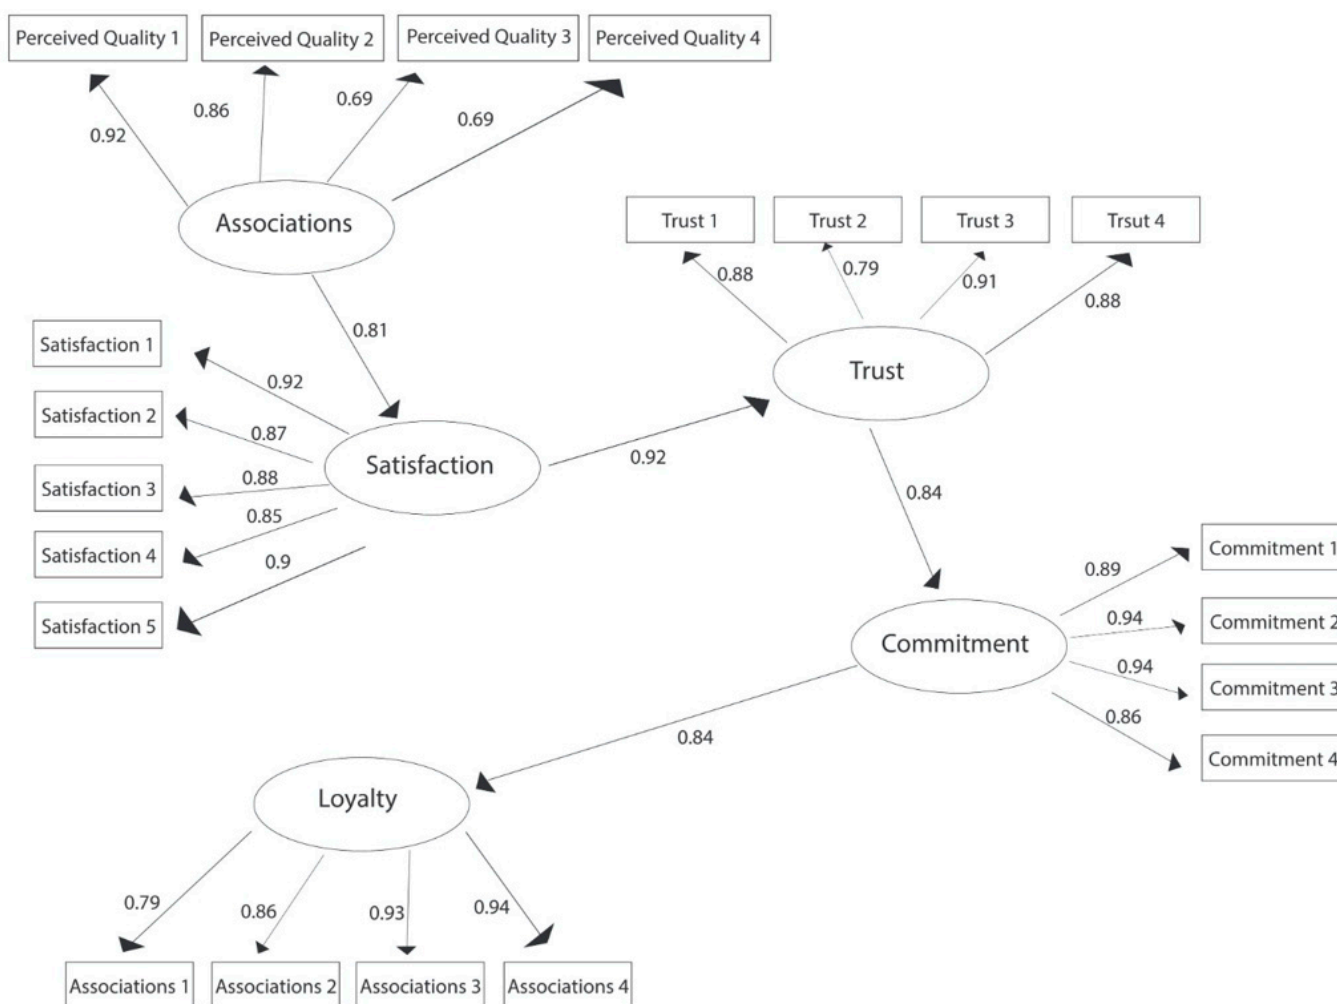 Perceived Quality 1
Perceived Quality 2
Perceived Quality 3
Perceived Quality 4
0.92
0.86
0.69
0.69
Associations
Trust 1
Trust 2
Trust 3
Trsut 4
0.88
0.79
0.91
0.88
Trust
0.81
Satisfaction 1
Satisfaction 2
Satisfaction 3
Satisfaction 4
Satisfaction 5
0.92
0.87
0.88
0.85
0.9
Satisfaction
0.92
0.84
Commitment
0.89
0.94
0.94
0.86
Commitment 1
Commitment 2
Commitment 3
Commitment 4
0.84
Loyalty
0.79
0.86
0.93
0.94
Associations 1
Associations 2
Associations 3
Associations 4